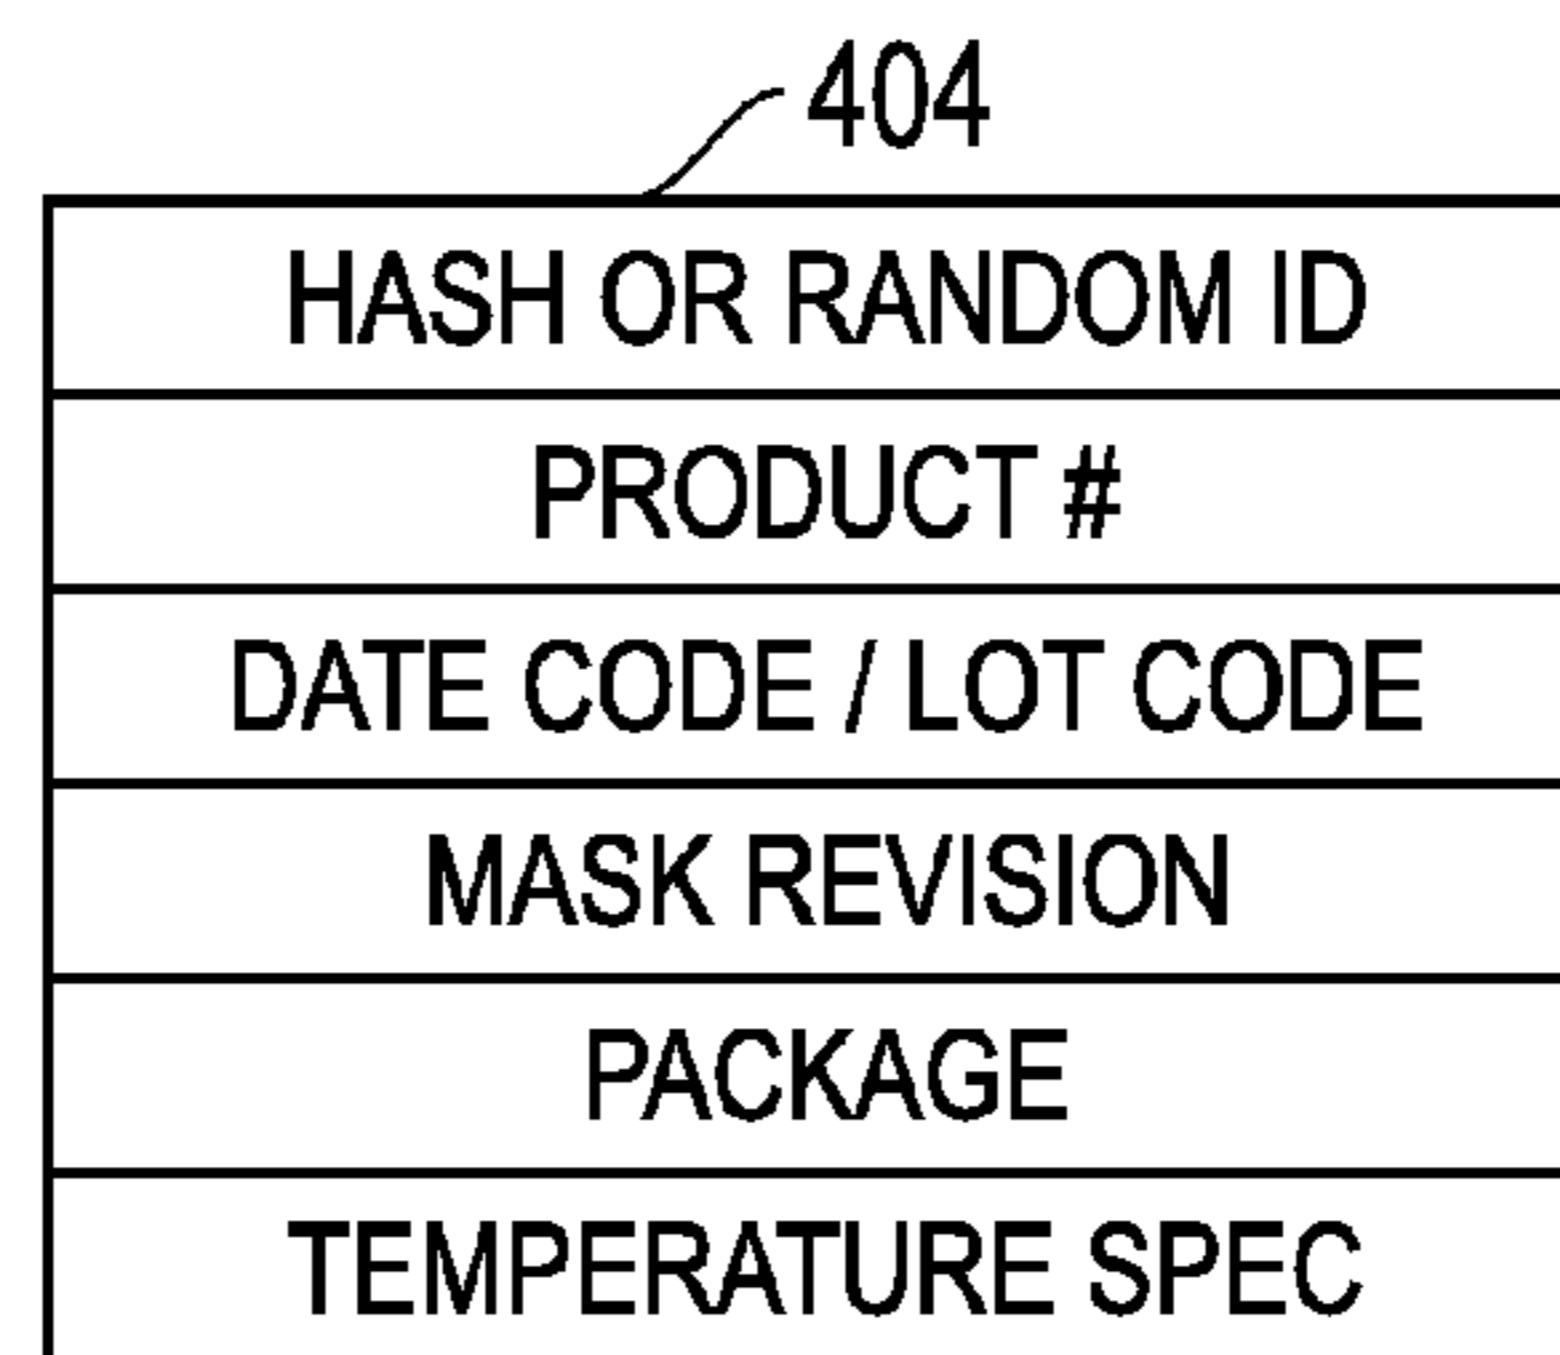 404
HASH OR RANDOM ID
PRODUCT #
DATE CODE / LOT CODE
MASK REVISION
PACKAGE
TEMPERATURE SPEC